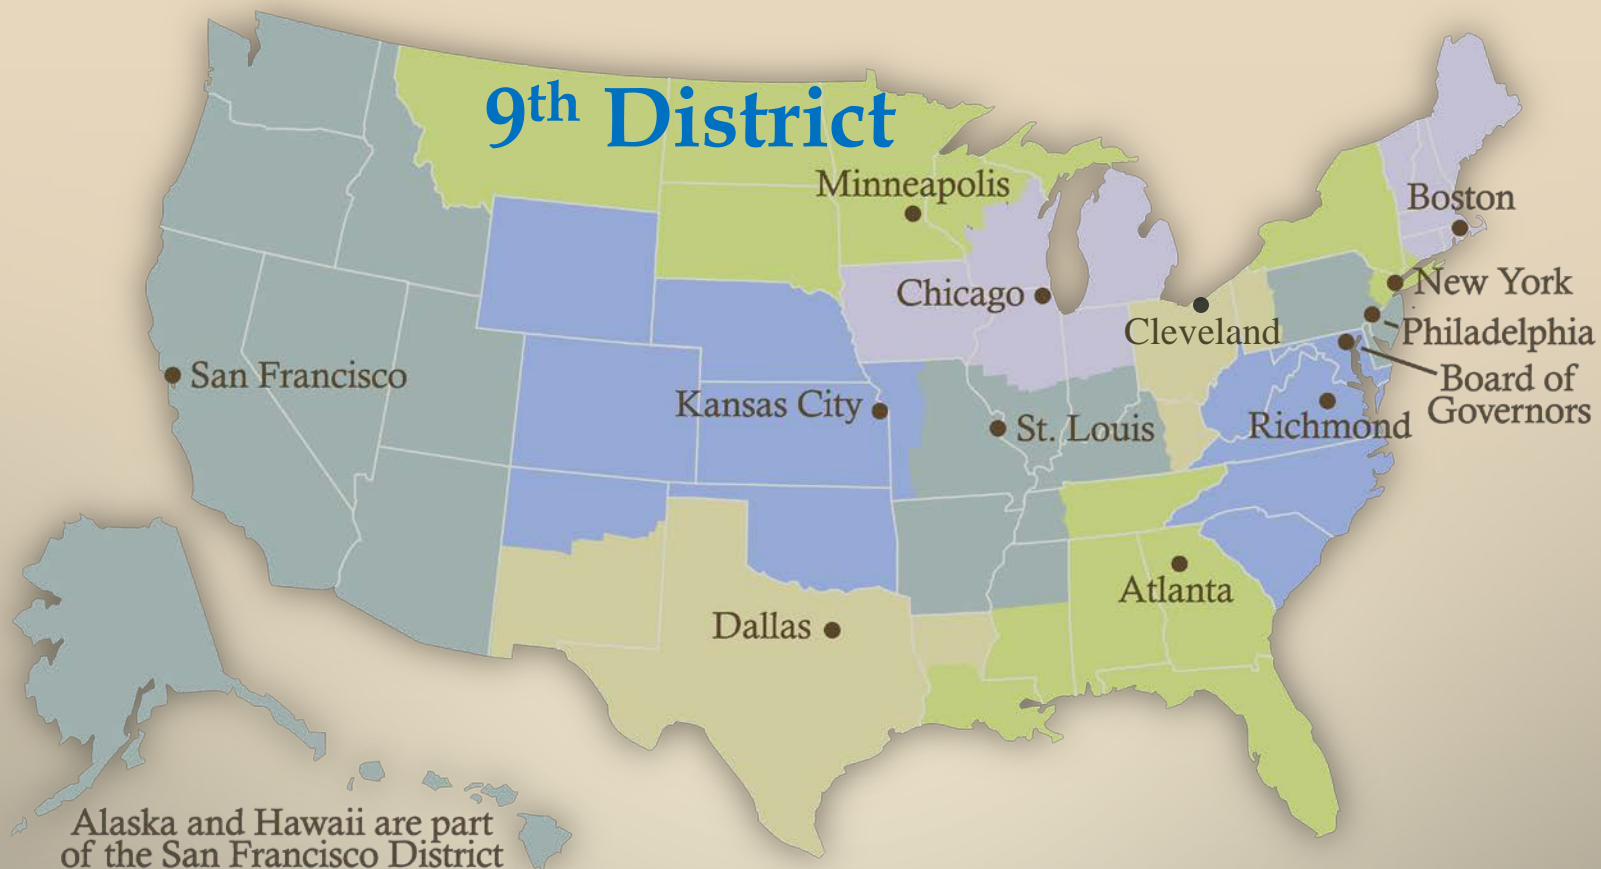 9th District
Minneapolis
Boston
New York
Chicago
Cleveland
Philadelphia
San Francisco
Board of
Governors
Kansas City
Richmond
St. Louis
Atlanta
Dallas
Alaska and Hawaii are part
of the San Francisco District